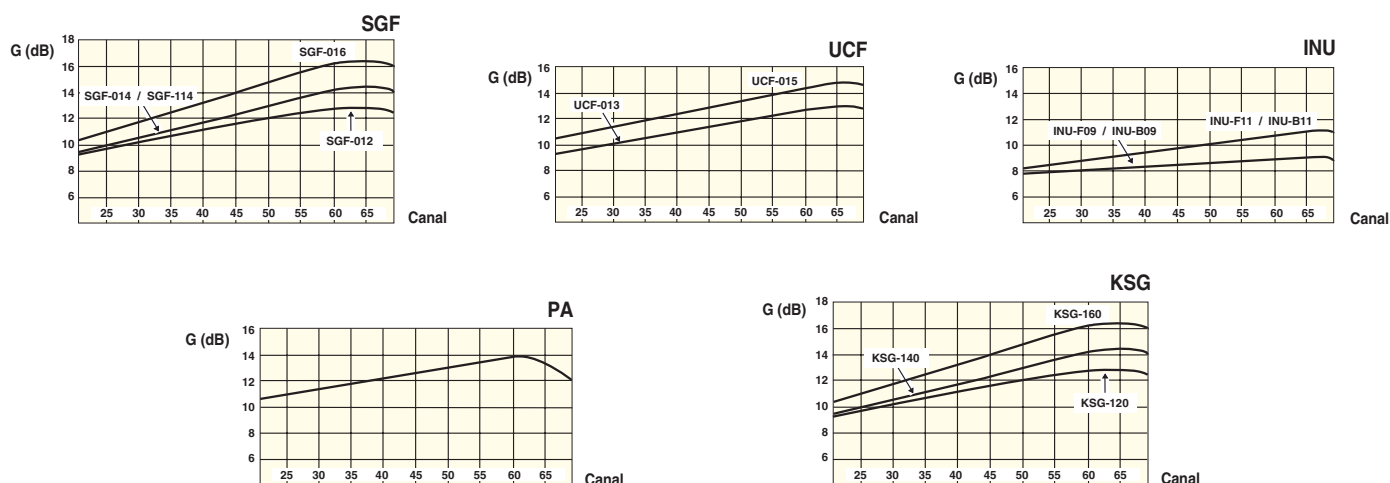 SGF
G (dB)
18
16
14
12
10
8
6
SGF-016
SGF-014 / SGF-114
SGF-012
25 30 35 40 45 50 55 60 65
Canal
UCF
G (dB)
16
14
12
10
8
6
UCF-015
UCF-013
25 30 35 40 45 50 55 60 65
Canal
INU
G (dB)
16
14
12
10
8
6
INU-F11 / INU-B11
INU-F09 / INU-B09
25 30 35 40 45 50 55 60 65
Canal
PA
G (dB)
16
14
12
10
8
6
25 30 35 40 45 50 55 60 65
Canal
KSG
G (dB)
18
16
14
12
10
8
6
KSG-160
KSG-140
KSG-120
25 30 35 40 45 50 55 60 65
Canal